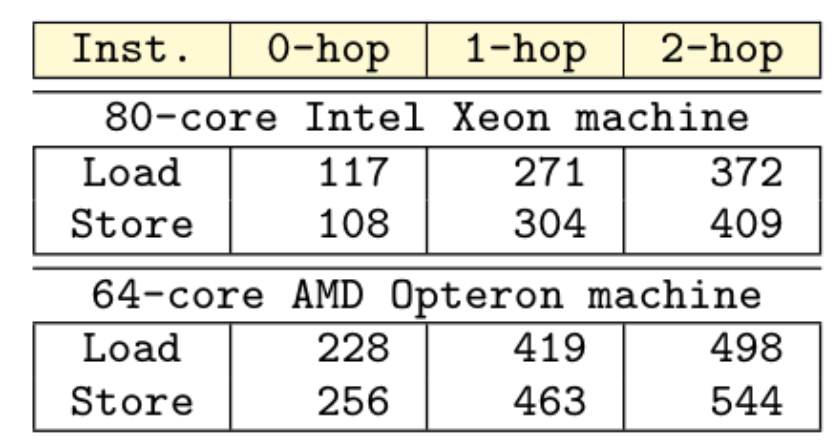 Inst. 0-hop 1-hop 2-hop
80-core Intel Xeon machine
Load 117 271 372
Store 108 304 409
64-core AMD Opteron machine
Load 228 419 498
Store 256 463 544